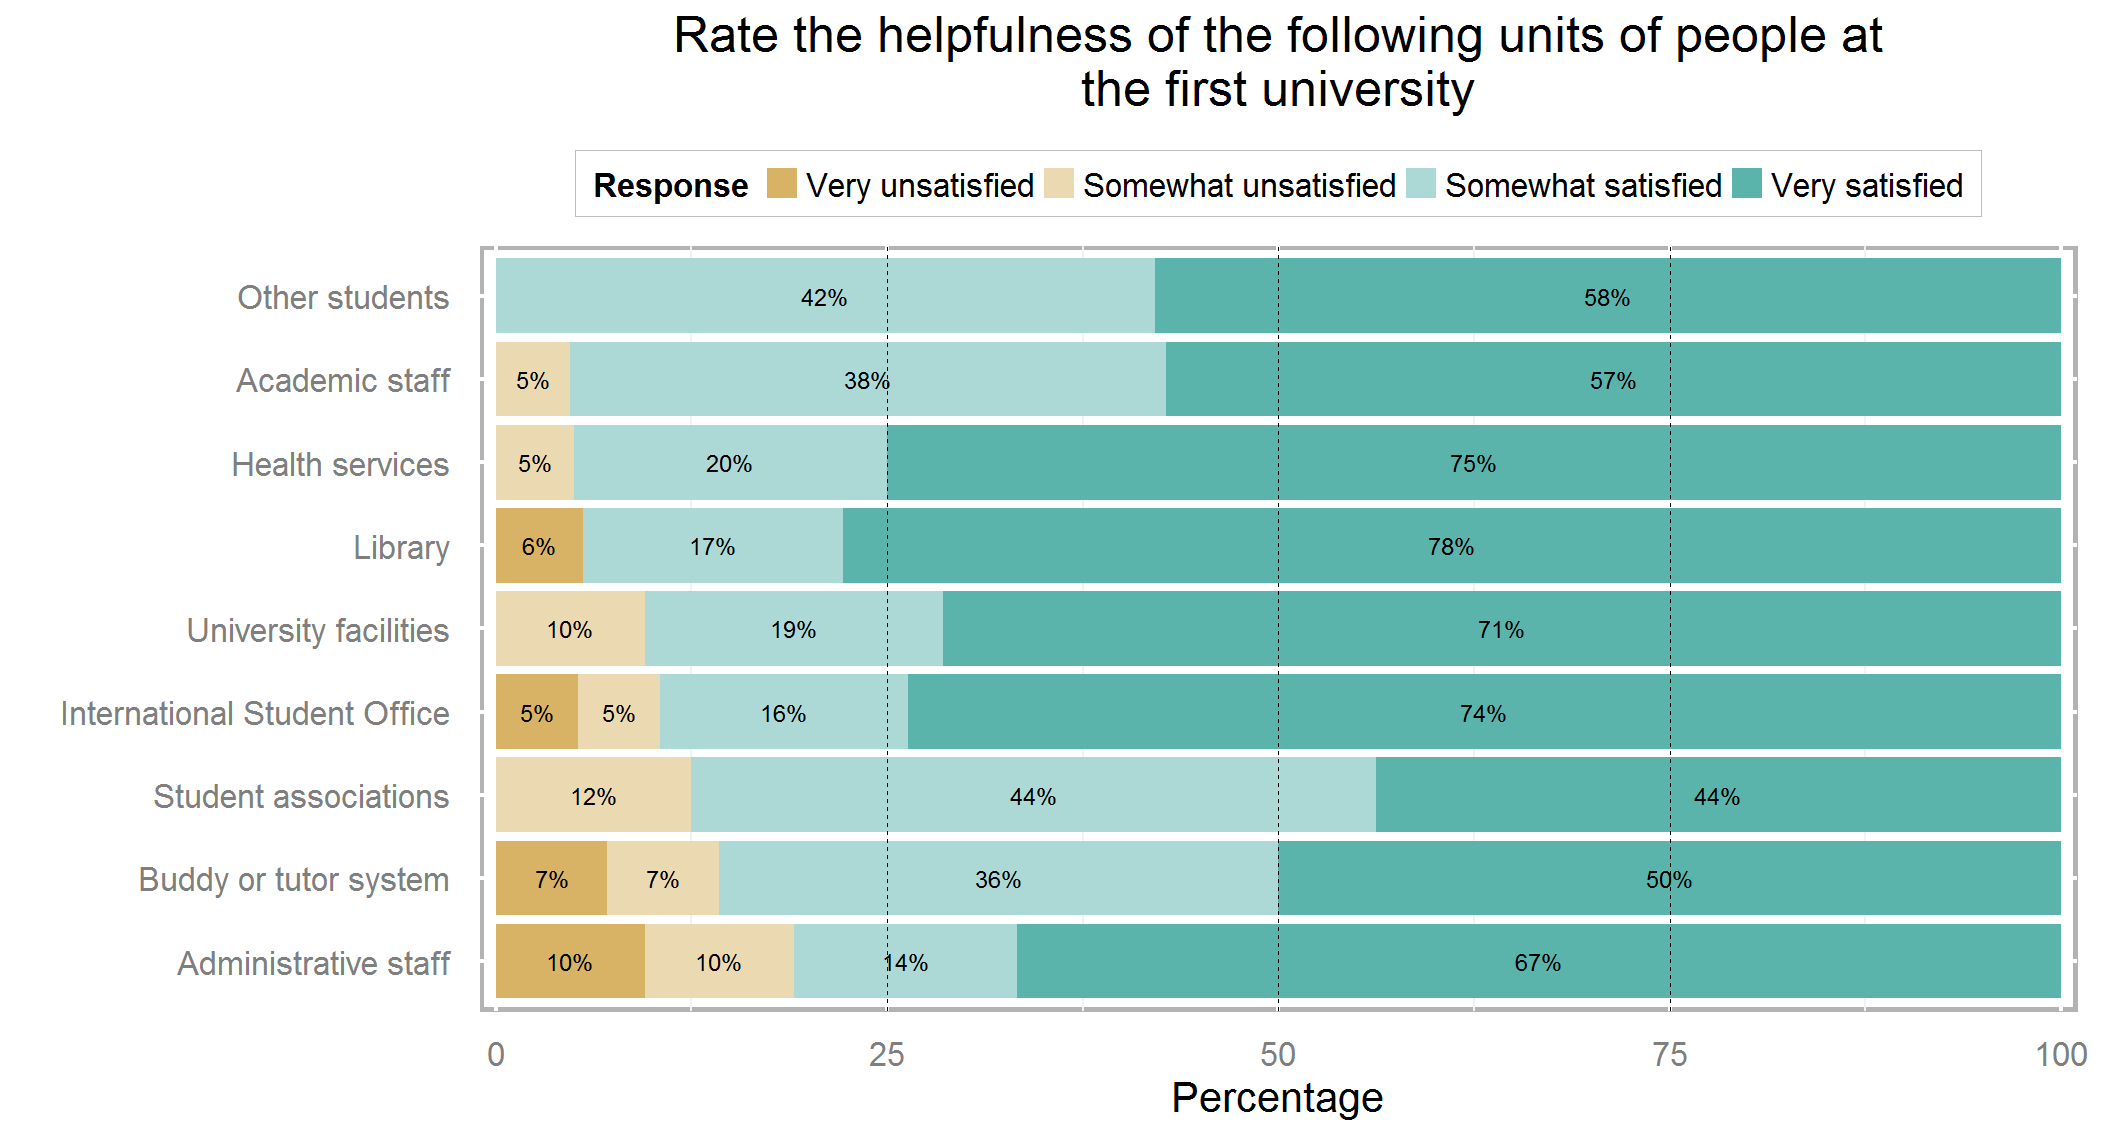 Rate the helpfulness of the following units of people at
the first university
Response Very unsatisfied Somewhat unsatisfied Somewhat satisfied Very satisfied
Other students 42% 58%
Academic staff 5% 38% 57%
Health services 5% 20% 75%
Library 6% 17% 78%
University facilities 10% 19% 71%
International Student Office 5% 5% 16% 74%
Student associations 12% 44% 44%
Buddy or tutor system 7% 7% 36% 50%
Administrative staff 10% 10% 14% 67%
0 25 50 75 100
Percentage